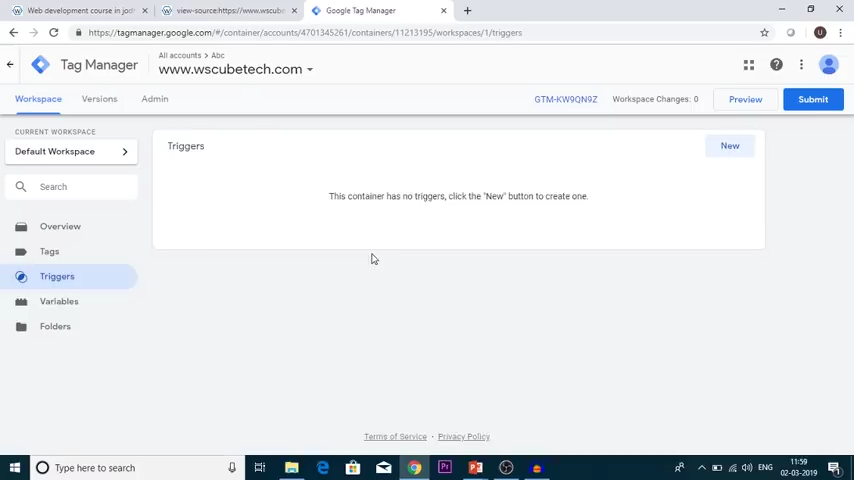 Web development course in jodh
view-source:https://www.wscube
Google Tag Manager
https://tagmanager.google.com/#/container/accounts/4701345261/containers/11213195/workspaces/1/triggers
U
Tag Manager
All accounts > Abc
www.wscubetech.com
Workspace
Versions
Admin
GTM-KW9QN9Z
Workspace Changes: 0
Preview
Submit
CURRENT WORKSPACE
Default Workspace
Search
Overview
Tags
Triggers
Variables
Folders
Triggers
New
This container has no triggers, click the "New" button to create one.
Terms of Service · Privacy Policy
Type here to search
Pr
ENG
11:59
02-03-2019